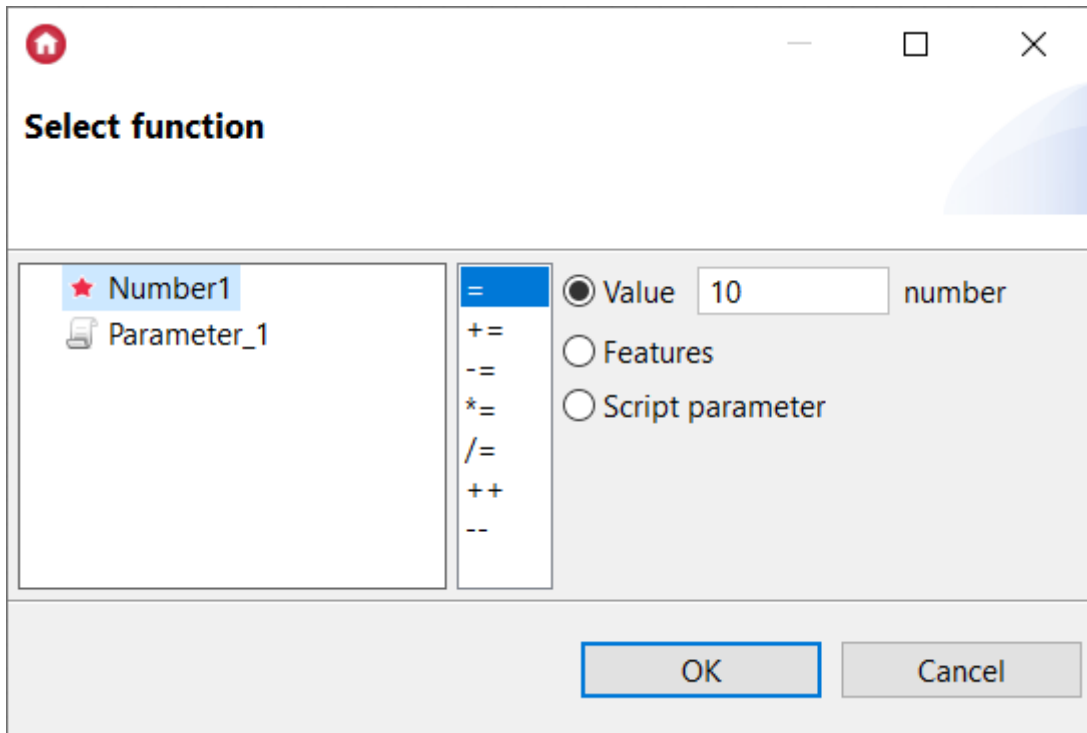 Select function
Number1
Parameter_1
=
+=
-=
*=
/=
++
--
Value 10 number
Features
Script parameter
OK Cancel